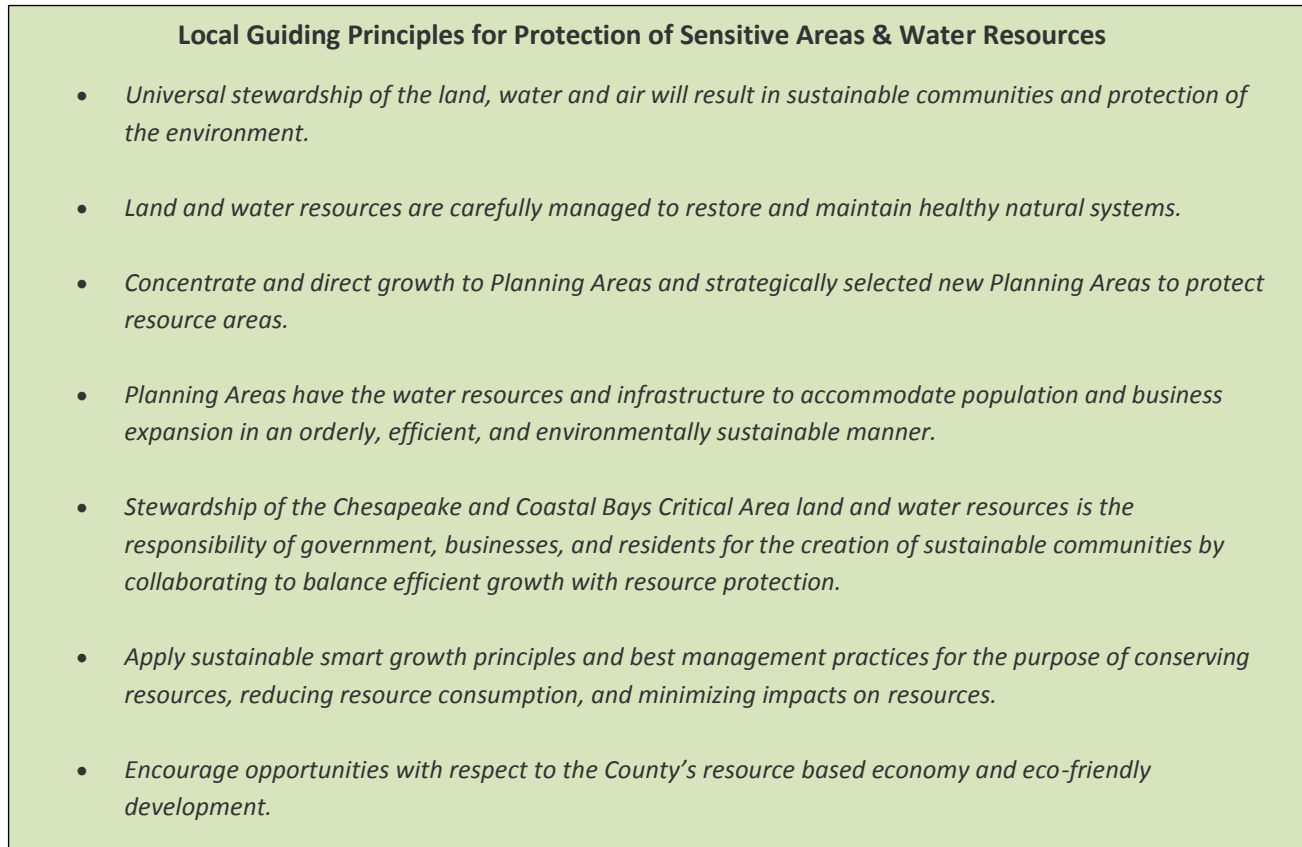 Local Guiding Principles for Protection of Sensitive Areas & Water Resources
• Universal stewardship of the land, water and air will result in sustainable communities and protection of
the environment.
• Land and water resources are carefully managed to restore and maintain healthy natural systems.
• Concentrate and direct growth to Planning Areas and strategically selected new Planning Areas to protect
resource areas.
• Planning Areas have the water resources and infrastructure to accommodate population and business
expansion in an orderly, efficient, and environmentally sustainable manner.
• Stewardship of the Chesapeake and Coastal Bays Critical Area land and water resources is the
responsibility of government, businesses, and residents for the creation of sustainable communities by
collaborating to balance efficient growth with resource protection.
• Apply sustainable smart growth principles and best management practices for the purpose of conserving
resources, reducing resource consumption, and minimizing impacts on resources.
• Encourage opportunities with respect to the County’s resource based economy and eco-friendly
development.